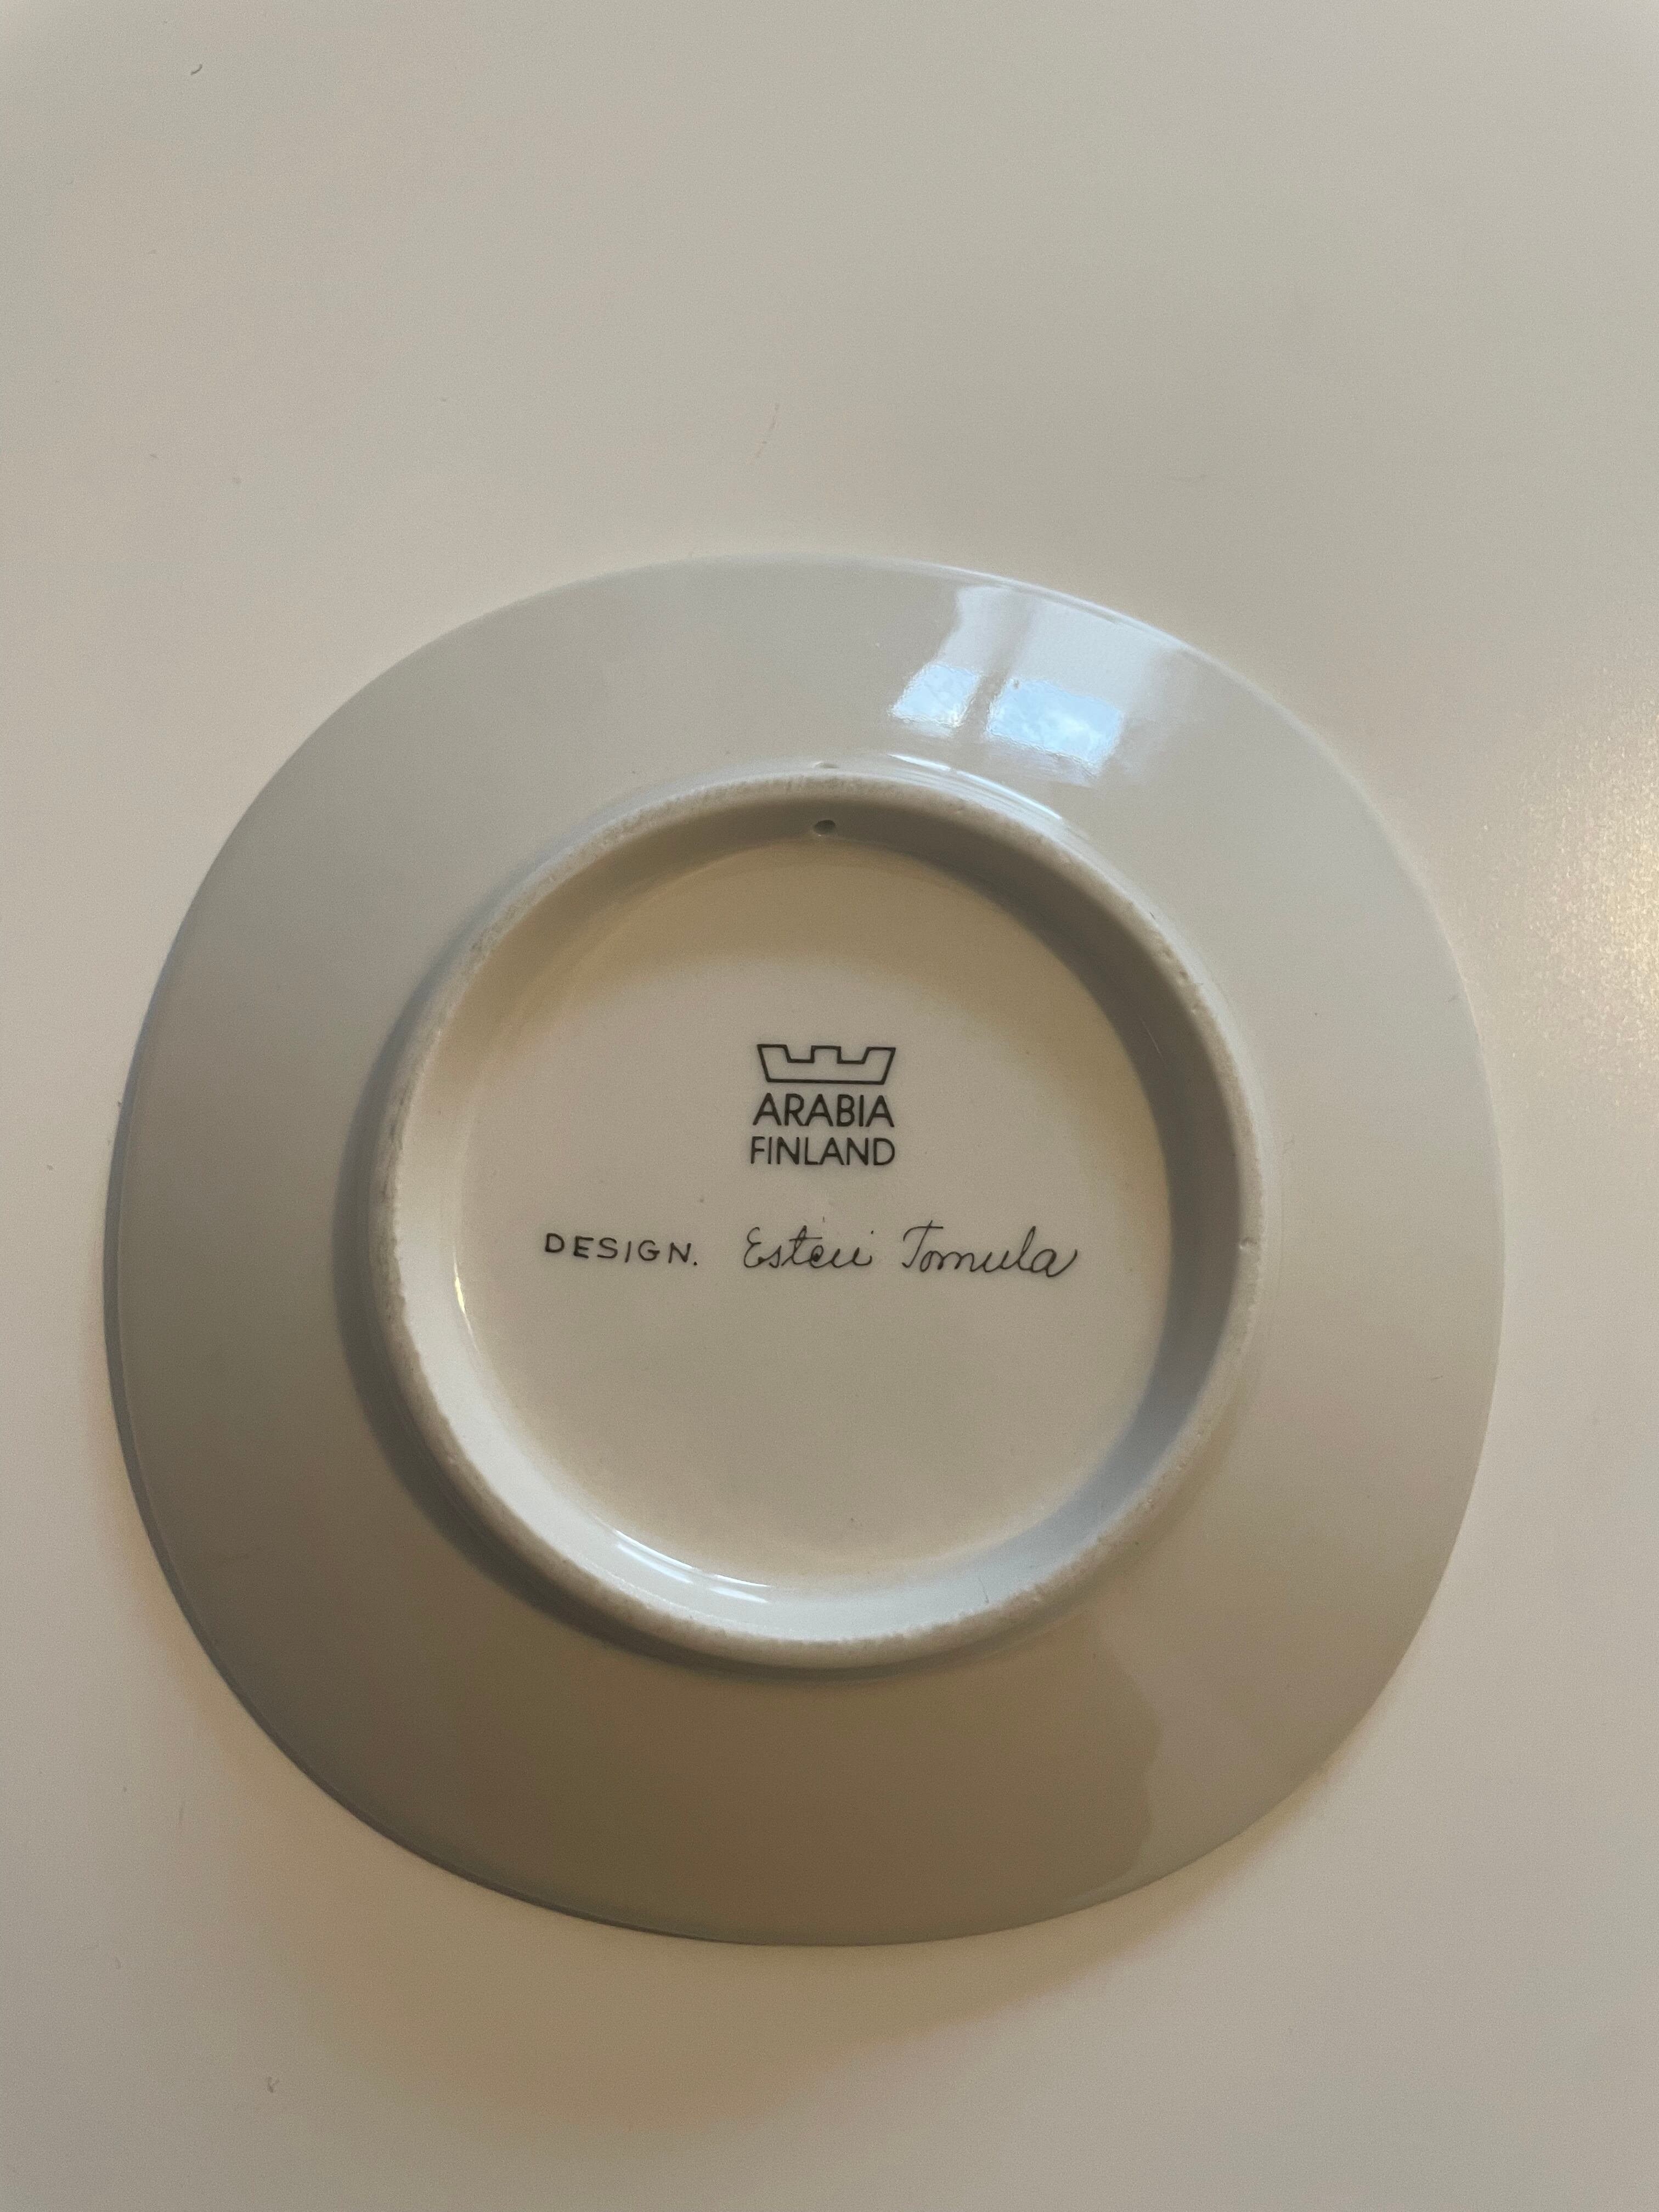 ARABIA
FINLAND
DESIGN. Esteri Tomula